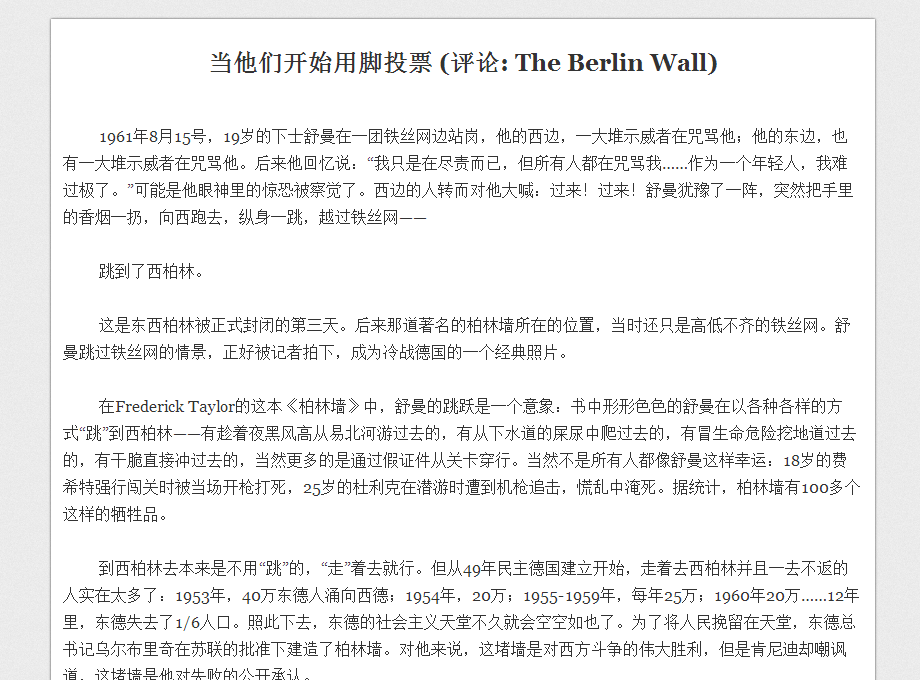 当他们开始用脚投票 (评论: The Berlin Wall)
1961年8月15号，19岁的下士舒曼在一团铁丝网边站岗，他的西边，一大堆示威者在咒骂他；他的东边，也
有一大堆示威者在咒骂他。后来他回忆说：“我只是在尽责而已，但所有人都在咒骂我……作为一个年轻人，我难
过极了。”可能是他眼神里的惊恐被察觉了。西边的人转而对他大喊：过来！过来！舒曼犹豫了一阵，突然把手里
的香烟一扔，向西跑去，纵身一跳，越过铁丝网——
跳到了西柏林。
这是东西柏林被正式封闭的第三天。后来那道著名的柏林墙所在的位置，当时还只是高低不齐的铁丝网。舒
曼跳过铁丝网的情景，正好被记者拍下，成为冷战德国的一个经典照片。
在Frederick Taylor的这本《柏林墙》中，舒曼的跳跃是一个意象：书中形形色色的舒曼在以各种各样的方
式“跳”到西柏林——有趁着夜黑风高从易北河游过去的，有从下水道的屎尿中爬过去的，有冒生命危险挖地道过去
的，有干脆直接冲过去的，当然更多的是通过假证件从关卡穿行。当然不是所有人都像舒曼这样幸运：18岁的费
希特强行闯关时被当场开枪打死，25岁的杜利克在潜游时遭到机枪追击，慌乱中淹死。据统计，柏林墙有100多个
这样的牺牲品。
到西柏林去本来是不用“跳”的，“走”着去就行。但从49年民主德国建立开始，走着去西柏林并且一去不返的
人实在太多了：1953年，40万东德人涌向西德；1954年，20万；1955-1959年，每年25万；1960年20万……12年
里，东德失去了1/6人口。照此下去，东德的社会主义天堂不久就会空空如也了。为了将人民挽留在天堂，东德总
书记乌尔布里奇在苏联的批准下建造了柏林墙。对他来说，这堵墙是对西方斗争的伟大胜利，但是肯尼迪却嘲讽
道，这堵墙是他对失败的公开承认。